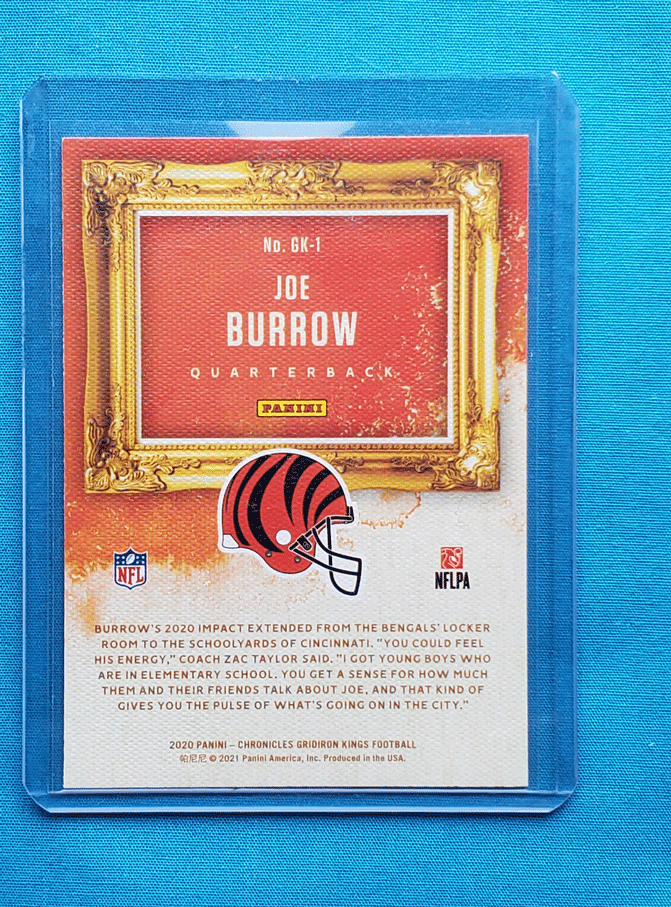 No. GK-1
JOE
BURROW
QUARTERBACK
PANINI
NFL
NFLPA
BURROW'S 2020 IMPACT EXTENDED FROM THE BENGALS' LOCKER
ROOM TO THE SCHOOLYARDS OF CINCINNATI. "YOU COULD FEEL
HIS ENERGY," COACH ZAC TAYLOR SAID. "I GOT YOUNG BOYS WHO
ARE IN ELEMENTARY SCHOOL. YOU GET A SENSE FOR HOW MUCH
THEM AND THEIR FRIENDS TALK ABOUT JOE, AND THAT KIND OF
GIVES YOU THE PULSE OF WHAT'S GOING ON IN THE CITY."
2020 PANINI – CHRONICLES GRIDIRON KINGS FOOTBALL
帕尼尼 © 2021 Panini America, Inc. Produced in the USA.